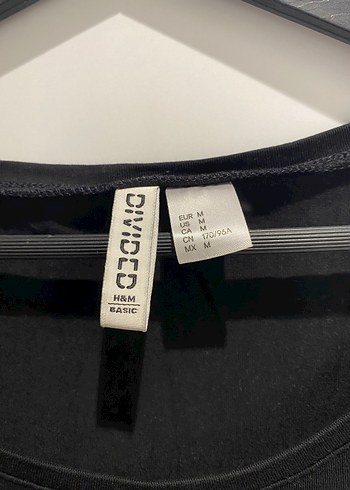 DIVIDED
H&M
BASIC
EUR M
US M
CA M
CN 170/96A
MX M